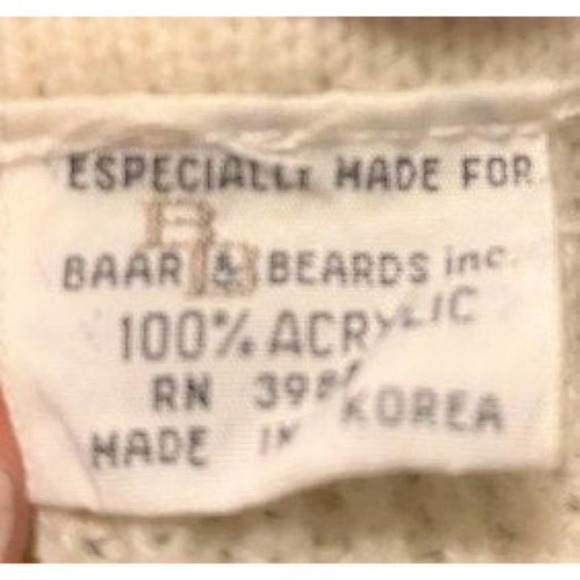 ESPECIALLY MADE FOR
BAAR & BEARDS inc.
100% ACRYLIC
RN
MADE IN KOREA